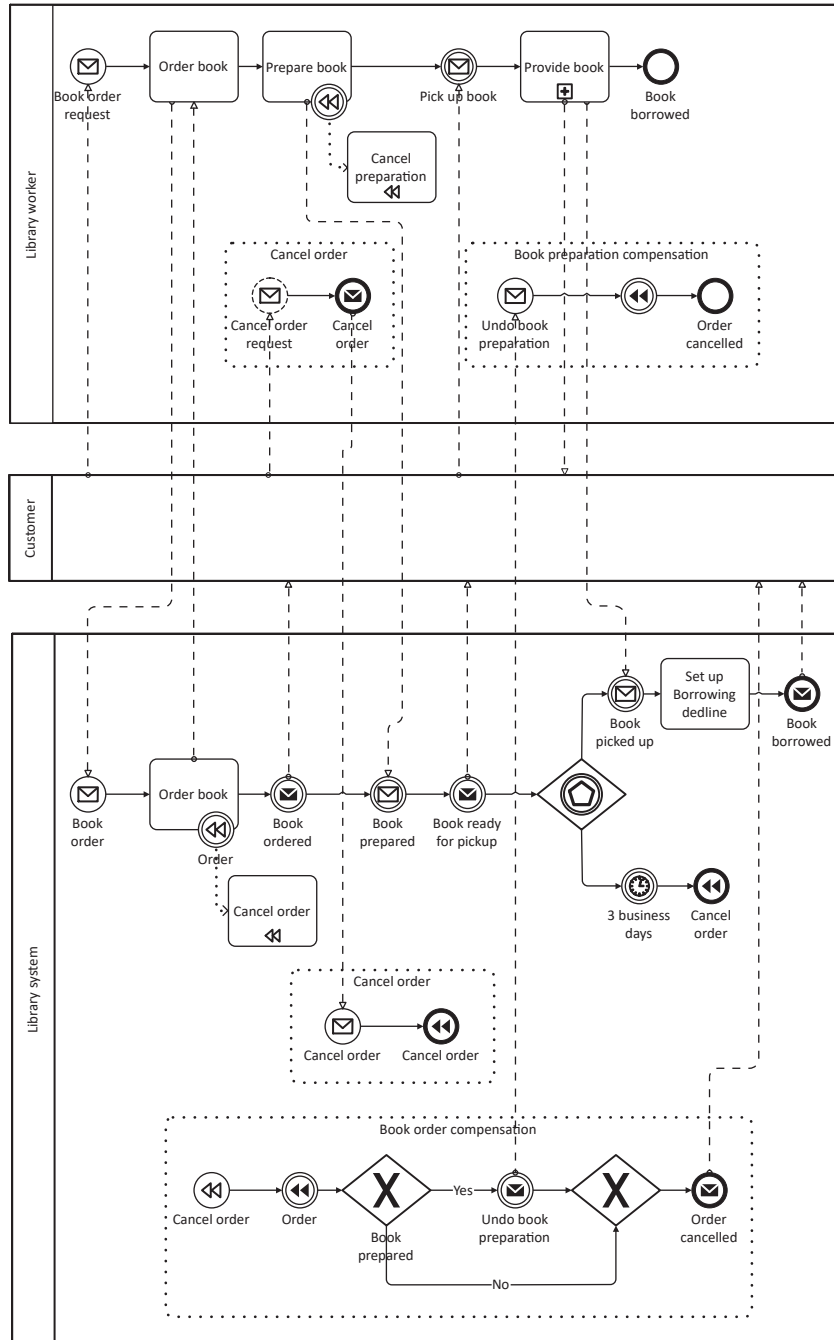 Library worker
Book order
request
Order book
Prepare book
Pick up book
Provide book
Book
borrowed
Cancel
preparation
Cancel order
Cancel order
request
Cancel
order
Book preparation compensation
Undo book
preparation
Order
cancelled
Customer
Library system
Book
order
Order book
Order
Cancel order
Book
ordered
Book
prepared
Book ready
for pickup
Book
picked up
Set up
Borrowing
dedline
Book
borrowed
3 business
days
Cancel
order
Cancel order
Cancel order
Cancel order
Book order compensation
Cancel order
Order
X
Book
prepared
Yes
No
Undo book
preparation
X
Order
cancelled